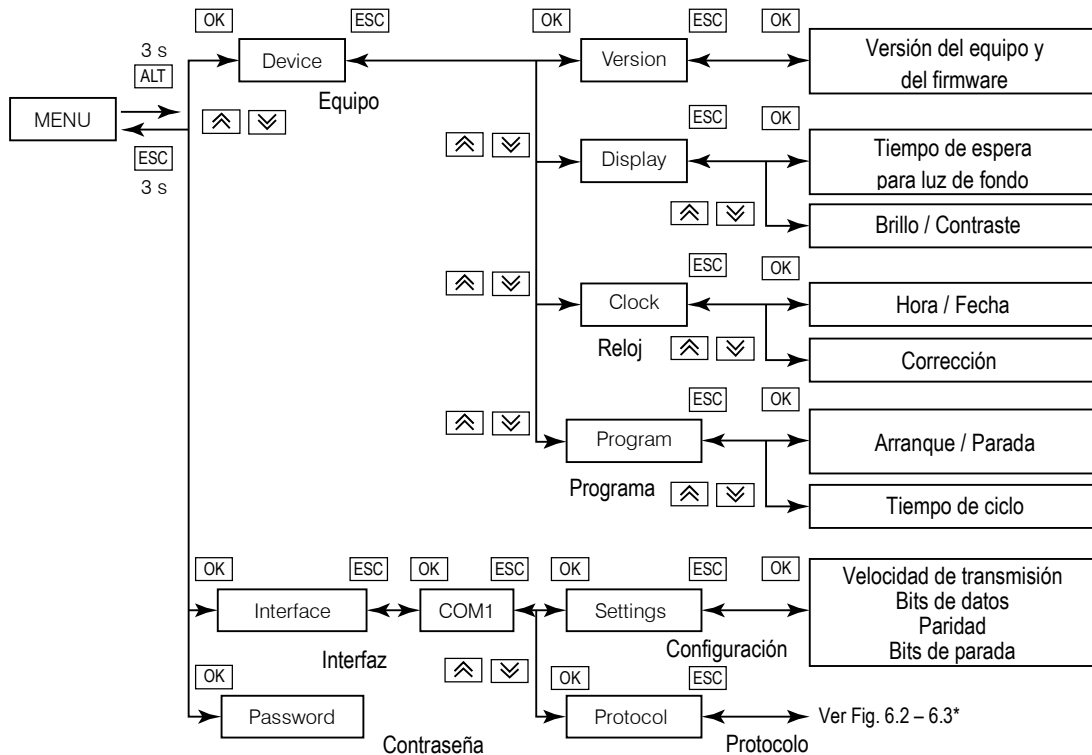 OK ESC OK ESC OK
3 s
ALT
Device
Version
Versión del equipo y
del firmware
Equipo
MENU
ESC
3 s
ESC OK
Display
Tiempo de espera
para luz de fondo
Brillo / Contraste
ESC OK
Clock
Hora / Fecha
Reloj
Corrección
ESC OK
Program
Arranque / Parada
Programa
Tiempo de ciclo
OK ESC OK ESC OK ESC OK
Interface
COM1
Settings
Velocidad de transmisión
Bits de datos
Paridad
Bits de parada
Interfaz
Configuración
OK
OK ESC
Password
Protocol
Ver Fig. 6.2 – 6.3*
Contraseña
Protocolo